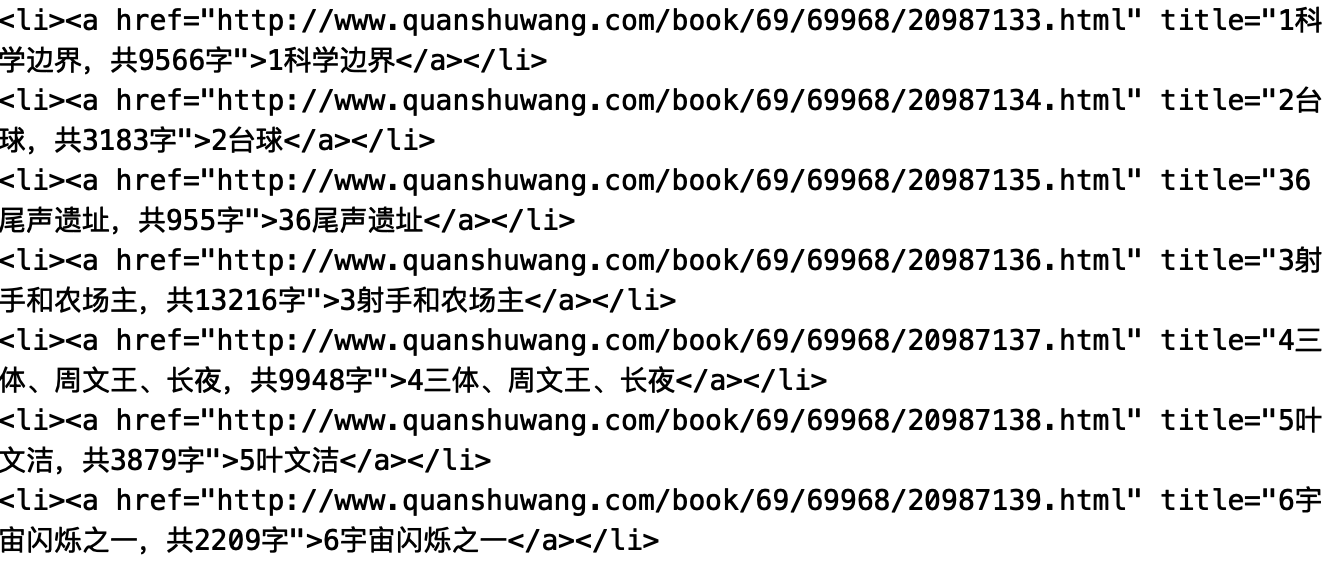 <li><a href="http://www.quanshuwang.com/book/69/69968/20987133.html" title="1科
学边界，共9566字">1科学边界</a></li>
<li><a href="http://www.quanshuwang.com/book/69/69968/20987134.html" title="2台
球，共3183字">2台球</a></li>
<li><a href="http://www.quanshuwang.com/book/69/69968/20987135.html" title="36
尾声遗址，共955字">36尾声遗址</a></li>
<li><a href="http://www.quanshuwang.com/book/69/69968/20987136.html" title="3射
手和农场主，共13216字">3射手和农场主</a></li>
<li><a href="http://www.quanshuwang.com/book/69/69968/20987137.html" title="4三
体、周文王、长夜，共9948字">4三体、周文王、长夜</a></li>
<li><a href="http://www.quanshuwang.com/book/69/69968/20987138.html" title="5叶
文洁，共3879字">5叶文洁</a></li>
<li><a href="http://www.quanshuwang.com/book/69/69968/20987139.html" title="6宇
宙闪烁之一，共2209字">6宇宙闪烁之一</a></li>